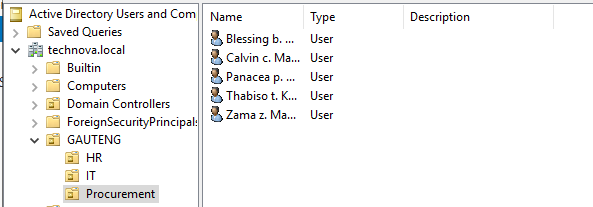 Active Directory Users and Com
Saved Queries
technova.local
Builtin
Computers
Domain Controllers
ForeignSecurityPrincipals
GAUTENG
HR
IT
Procurement
Name Type Description
Blessing b. ... User
Calvin c. Ma... User
Panacea p. ... User
Thabiso t. K... User
Zama z. Ma... User